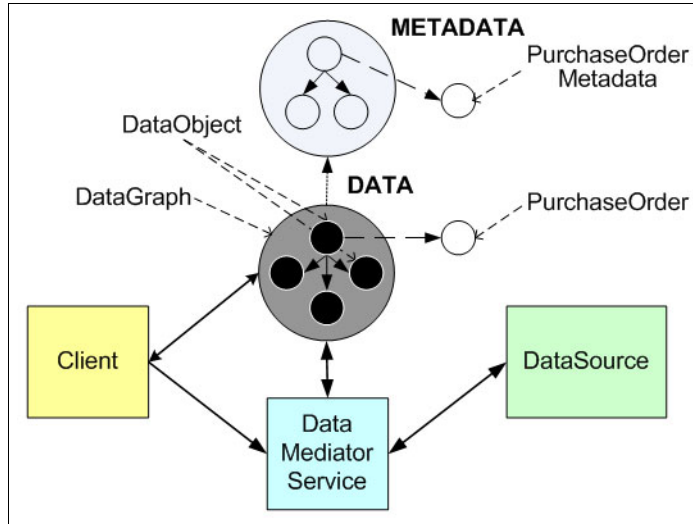 METADATA
PurchaseOrder
Metadata
DataObject
DATA
DataGraph
PurchaseOrder
Client
DataSource
Data
Mediator
Service